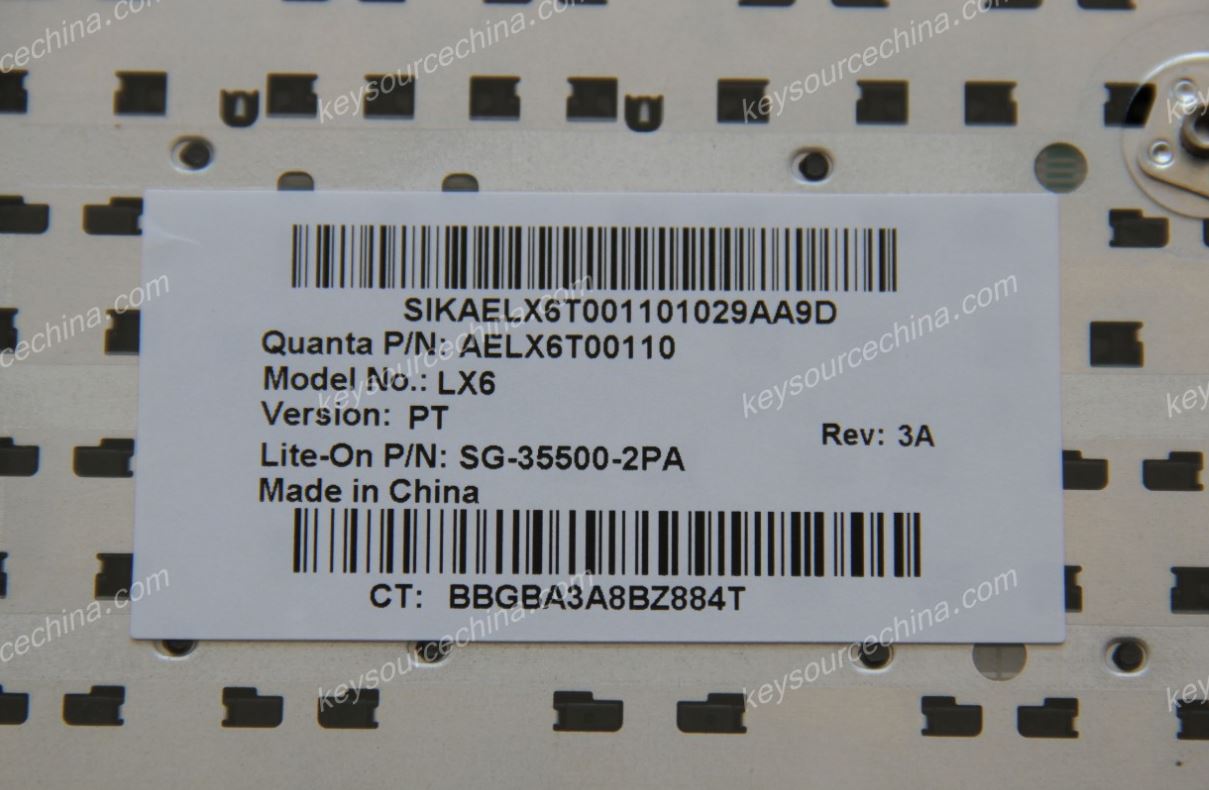 SIKAELX6T001101029AA9D
Quanta P/N: AELX6T00110
Model No.: LX6
Version: PT
Rev: 3A
Lite-On P/N: SG-35500-2PA
Made in China
CT: BBGBA3A8BZ884T
keysourcechina.com